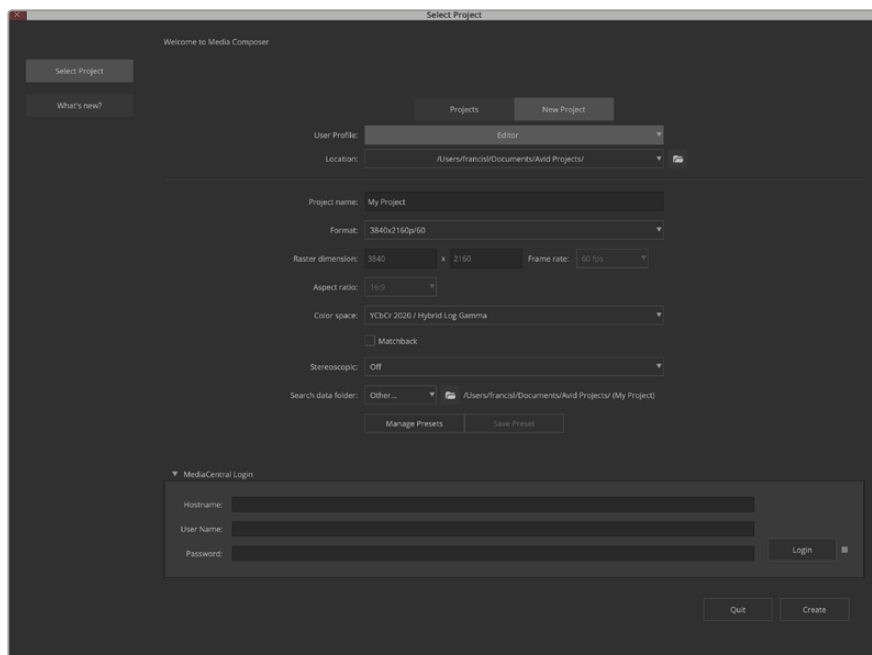 Select Project
Welcome to Media Composer
Select Project
What's new?
Projects New Project
User Profile: Editor
Location: /Users/francisl/Documents/Avid Projects/
Project name: My Project
Format: 3840x2160p/60
Raster dimension: 3840 x 2160 Frame rate: 60 fps
Aspect ratio: 16:9
Color space: YCbCr 2020 / Hybrid Log Gamma
Matchback
Stereoscopic: Off
Search data folder: Other... /Users/francisl/Documents/Avid Projects/ (My Project)
Manage Presets Save Preset
MediaCentral Login
Hostname:
User Name:
Password:
Login
Quit Create